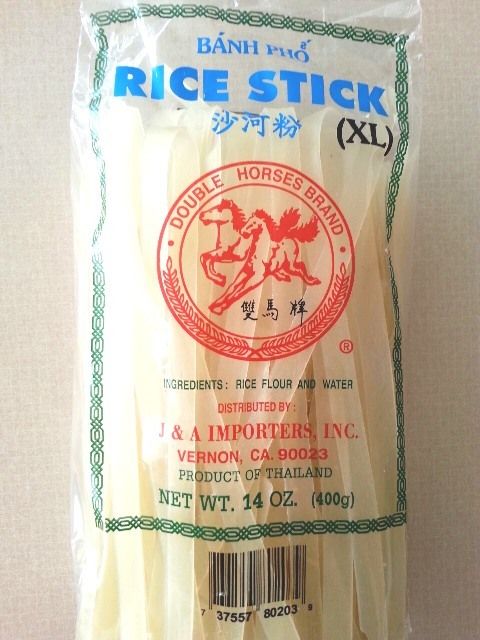 BÁNH PHỞ
RICE STICK
沙河粉 (XL)
DOUBLE HORSES BRAND
雙馬牌
®
INGREDIENTS: RICE FLOUR AND WATER
DISTRIBUTED BY:
J & A IMPORTERS, INC.
VERNON, CA. 90023
PRODUCT OF THAILAND
NET WT. 14 OZ. (400g)
7 37557 80203 9